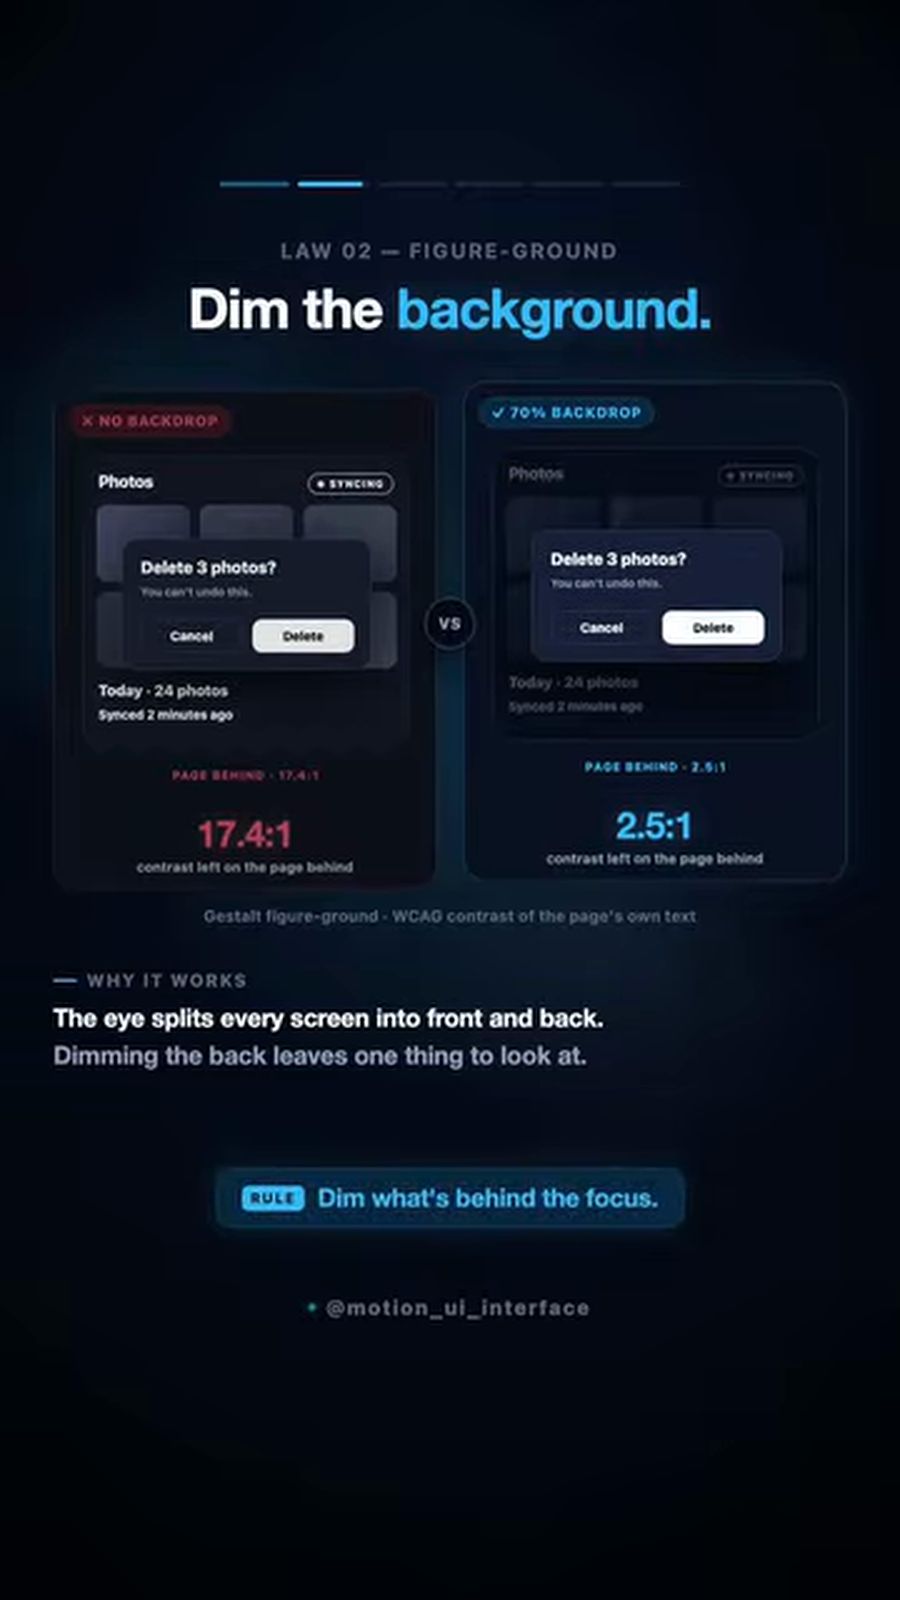 LAW 02 — FIGURE-GROUND
Dim the background.
✕ NO BACKDROP
Photos
SYNCING
Delete 3 photos?
You can't undo this.
Cancel
Delete
Today · 24 photos
Synced 2 minutes ago
PAGE BEHIND · 17.4:1
17.4:1
contrast left on the page behind
VS
✓ 70% BACKDROP
Photos
SYNCING
Delete 3 photos?
You can't undo this.
Cancel
Delete
Today · 24 photos
Synced 2 minutes ago
PAGE BEHIND · 2.5:1
2.5:1
contrast left on the page behind
Gestalt figure-ground · WCAG contrast of the page's own text
— WHY IT WORKS
The eye splits every screen into front and back.
Dimming the back leaves one thing to look at.
RULE Dim what's behind the focus.
@motion_ui_interface